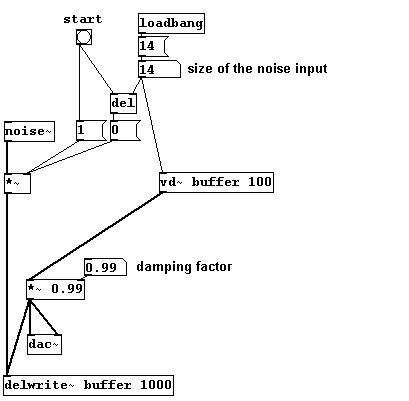 start
loadbang
14
14 size of the noise input
del
noise~ 1 0
*~
vd~ buffer 100
0.99 damping factor
*~ 0.99
dac~
delwrite~ buffer 1000